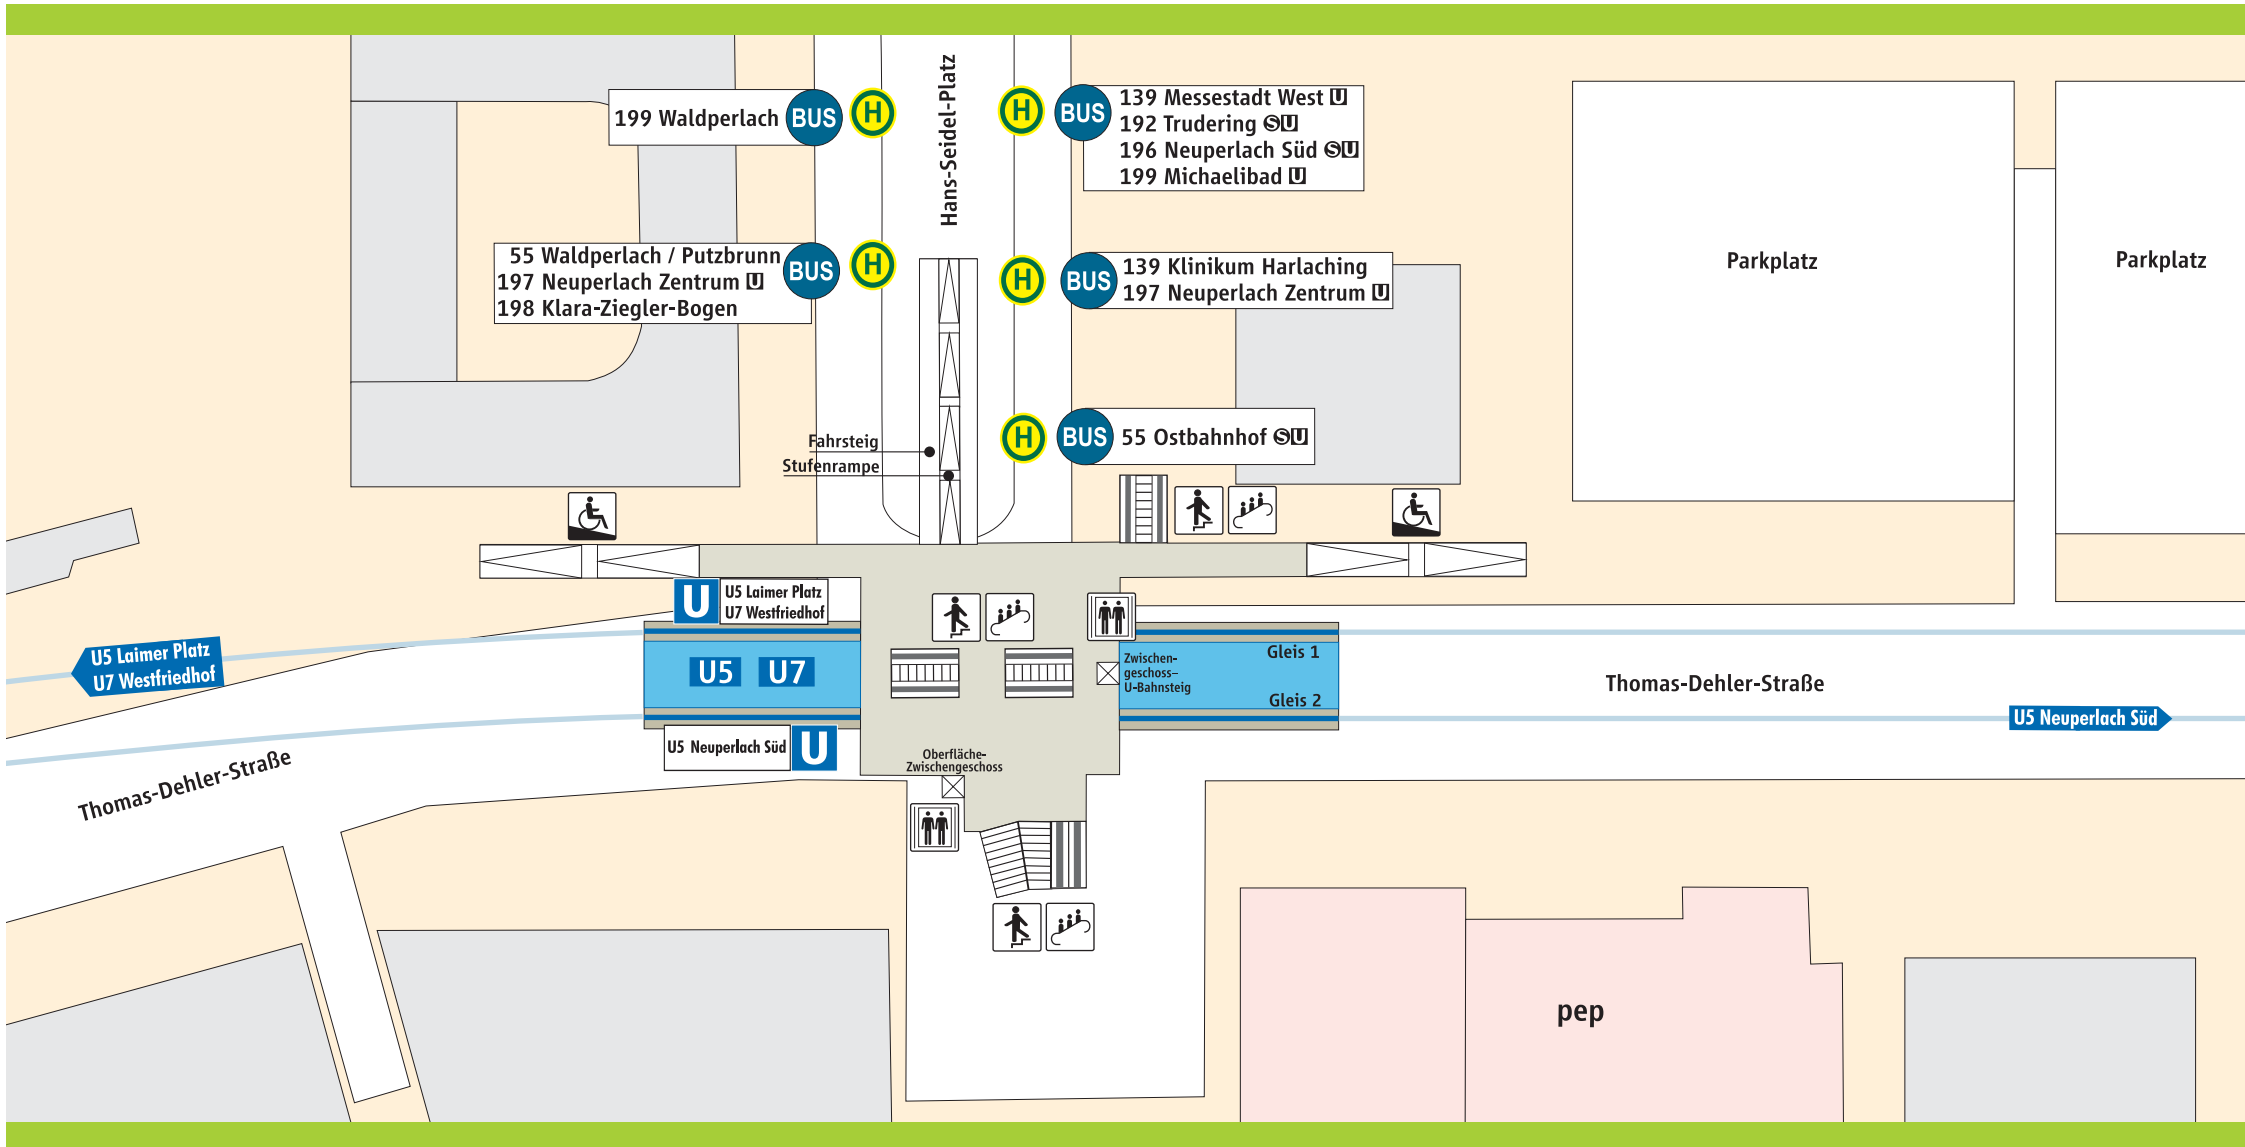 Hans-Seidel-Platz
199 Waldperlach
BUS
H
H
BUS
139 Messestadt West U
192 Trudering S U
196 Neuperlach Süd S U
199 Michaelibad U
55 Waldperlach / Putzbrunn
197 Neuperlach Zentrum U
198 Klara-Ziegler-Bogen
BUS
H
H
BUS
139 Klinikum Harlaching
197 Neuperlach Zentrum U
Parkplatz
Parkplatz
H
BUS
55 Ostbahnhof S U
Fahrsteig
Stufenrampe
U
U5 Laimer Platz
U7 Westfriedhof
U5 Laimer Platz
U7 Westfriedhof
U5
U7
Zwischen-
geschoss–
U-Bahnsteig
Gleis 1
Gleis 2
Thomas-Dehler-Straße
U5 Neuperlach Süd
U5 Neuperlach Süd
U
Oberfläche-
Zwischengeschoss
Thomas-Dehler-Straße
pep